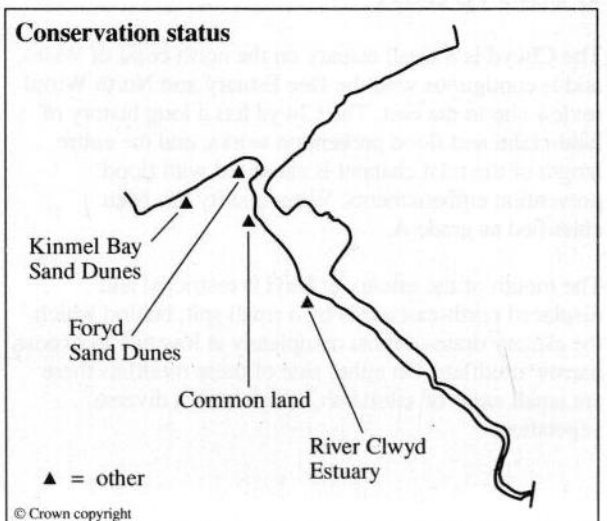 Conservation status
Kinmel Bay
Sand Dunes
Foryd
Sand Dunes
Common land
River Clwyd
Estuary
▲ = other
© Crown copyright